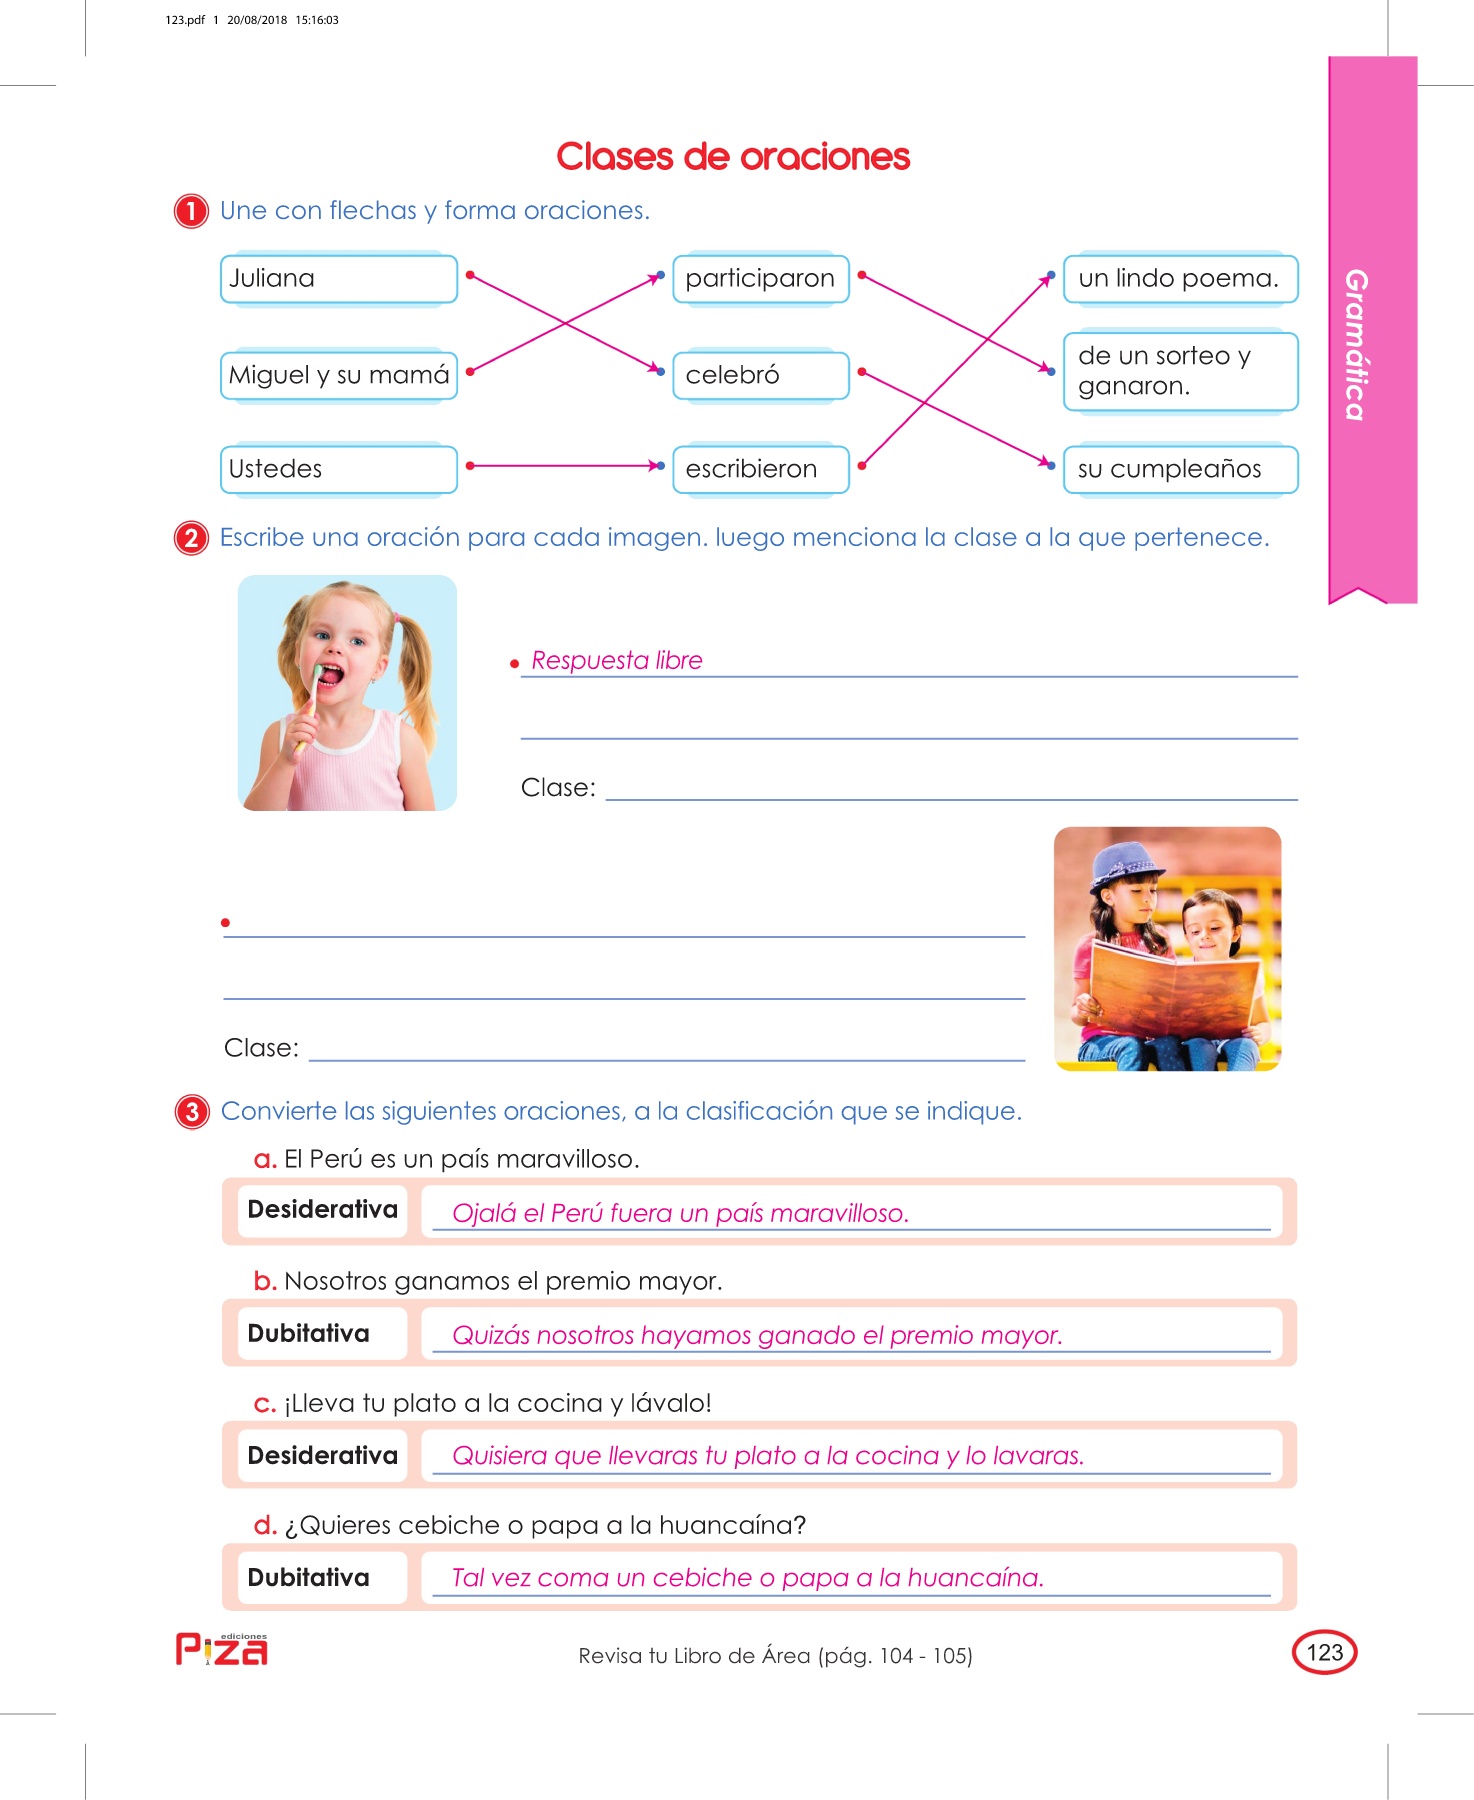 123.pdf 1 20/08/2018 15:16:03
Clases de oraciones
1 Une con flechas y forma oraciones.
Juliana participaron un lindo poema.
Miguel y su mamá celebró de un sorteo y
ganaron.
Ustedes escribieron su cumpleaños
Gramática
2 Escribe una oración para cada imagen. luego menciona la clase a la que pertenece.
• Respuesta libre
Clase:
•
Clase:
3 Convierte las siguientes oraciones, a la clasificación que se indique.
a. El Perú es un país maravilloso.
Desiderativa Ojalá el Perú fuera un país maravilloso.
b. Nosotros ganamos el premio mayor.
Dubitativa Quizás nosotros hayamos ganado el premio mayor.
c. ¡Lleva tu plato a la cocina y lávalo!
Desiderativa Quisiera que llevaras tu plato a la cocina y lo lavaras.
d. ¿Quieres cebiche o papa a la huancaína?
Dubitativa Tal vez coma un cebiche o papa a la huancaína.
ediciones
Piza
Revisa tu Libro de Área (pág. 104 - 105)
123